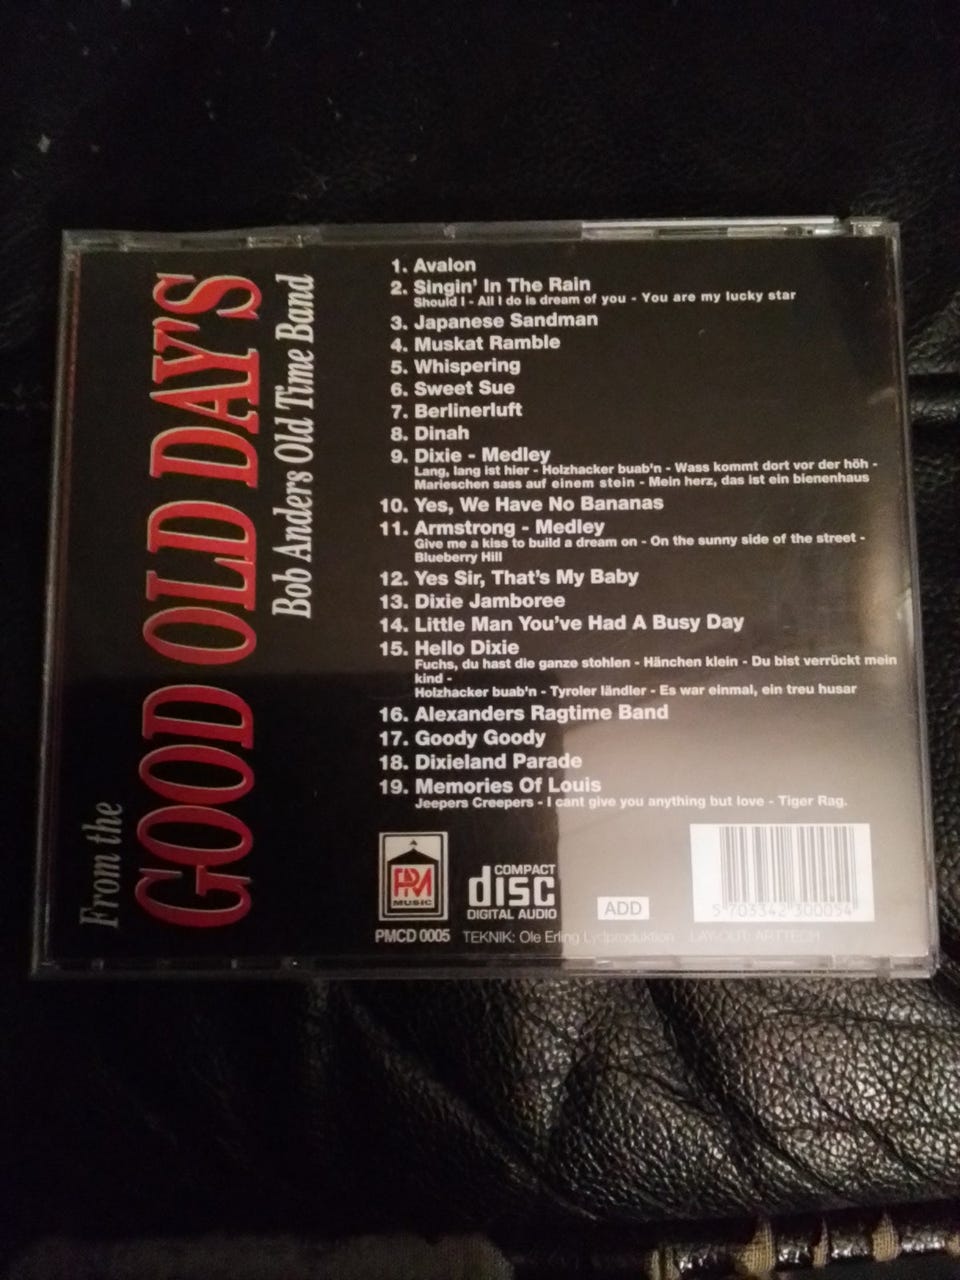 From the
GOOD OLD DAY'S
Bob Anders Old Time Band
1. Avalon
2. Singin' In The Rain
Should I - All I do is dream of you - You are my lucky star
3. Japanese Sandman
4. Muskat Ramble
5. Whispering
6. Sweet Sue
7. Berlinerluft
8. Dinah
9. Dixie - Medley
Lang, lang ist hier - Holzhacker buab'n - Wass kommt dort vor der höh -
Marieschen sass auf einem stein - Mein herz, das ist ein bienenhaus
10. Yes, We Have No Bananas
11. Armstrong - Medley
Give me a kiss to build a dream on - On the sunny side of the street -
Blueberry Hill
12. Yes Sir, That's My Baby
13. Dixie Jamboree
14. Little Man You've Had A Busy Day
15. Hello Dixie
Fuchs, du hast die ganze stohlen - Hänchen klein - Du bist verrückt mein
kind -
Holzhacker buab'n - Tyroler ländler - Es war einmal, ein treu husar
16. Alexanders Ragtime Band
17. Goody Goody
18. Dixieland Parade
19. Memories Of Louis
Jeepers Creepers - I cant give you anything but love - Tiger Rag.
PM
MUSIC
COMPACT
disc
DIGITAL AUDIO
ADD
5 703342 300054
PMCD 0005 TEKNIK: Ole Erling Lydproduktion LAY-OUT: ARTTECH